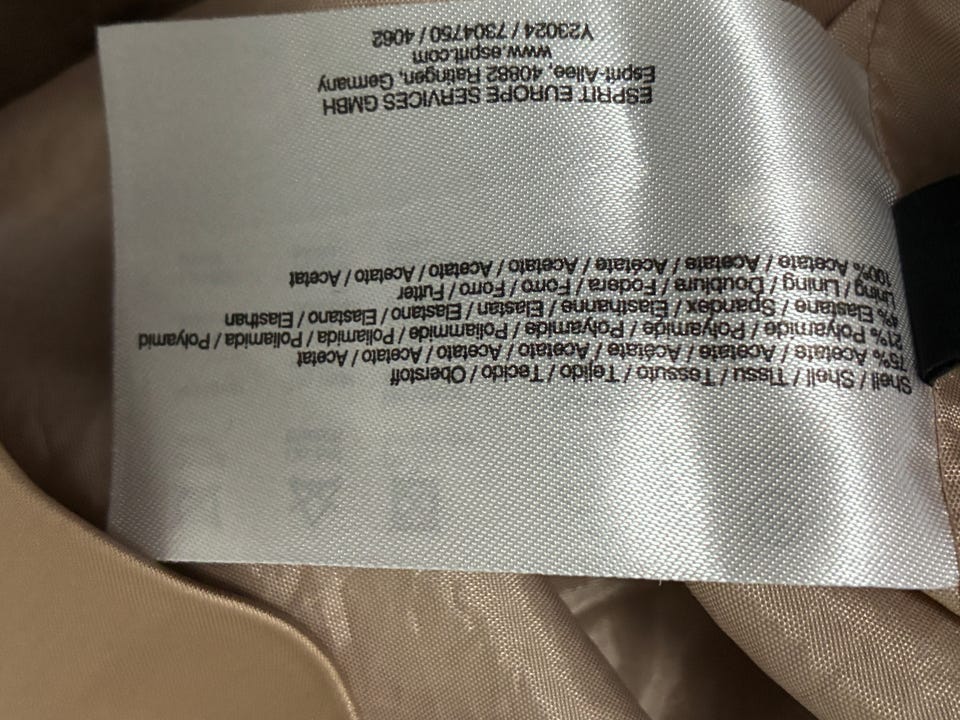 Shell / Shell / Tissu / Tessuto / Tejido / Tecido / Oberstoff
75% Acetate / Acetate / Acétate / Acetato / Acetato / Acetato / Acetat
21% Polyamide / Polyamide / Polyamide / Poliammide / Poliamida / Poliamida / Polyamid
4% Elastane / Spandex / Elasthanne / Elastan / Elastano / Elastano / Elasthan
Lining / Lining / Doublure / Fodera / Forro / Forro / Futter
100% Acetate / Acetate / Acétate / Acetato / Acetato / Acetato / Acetat
ESPRIT EUROPE SERVICES GMBH
Esprit-Allee, 40882 Ratingen, Germany
www.esprit.com
Y23024 / 7304750 / 4062